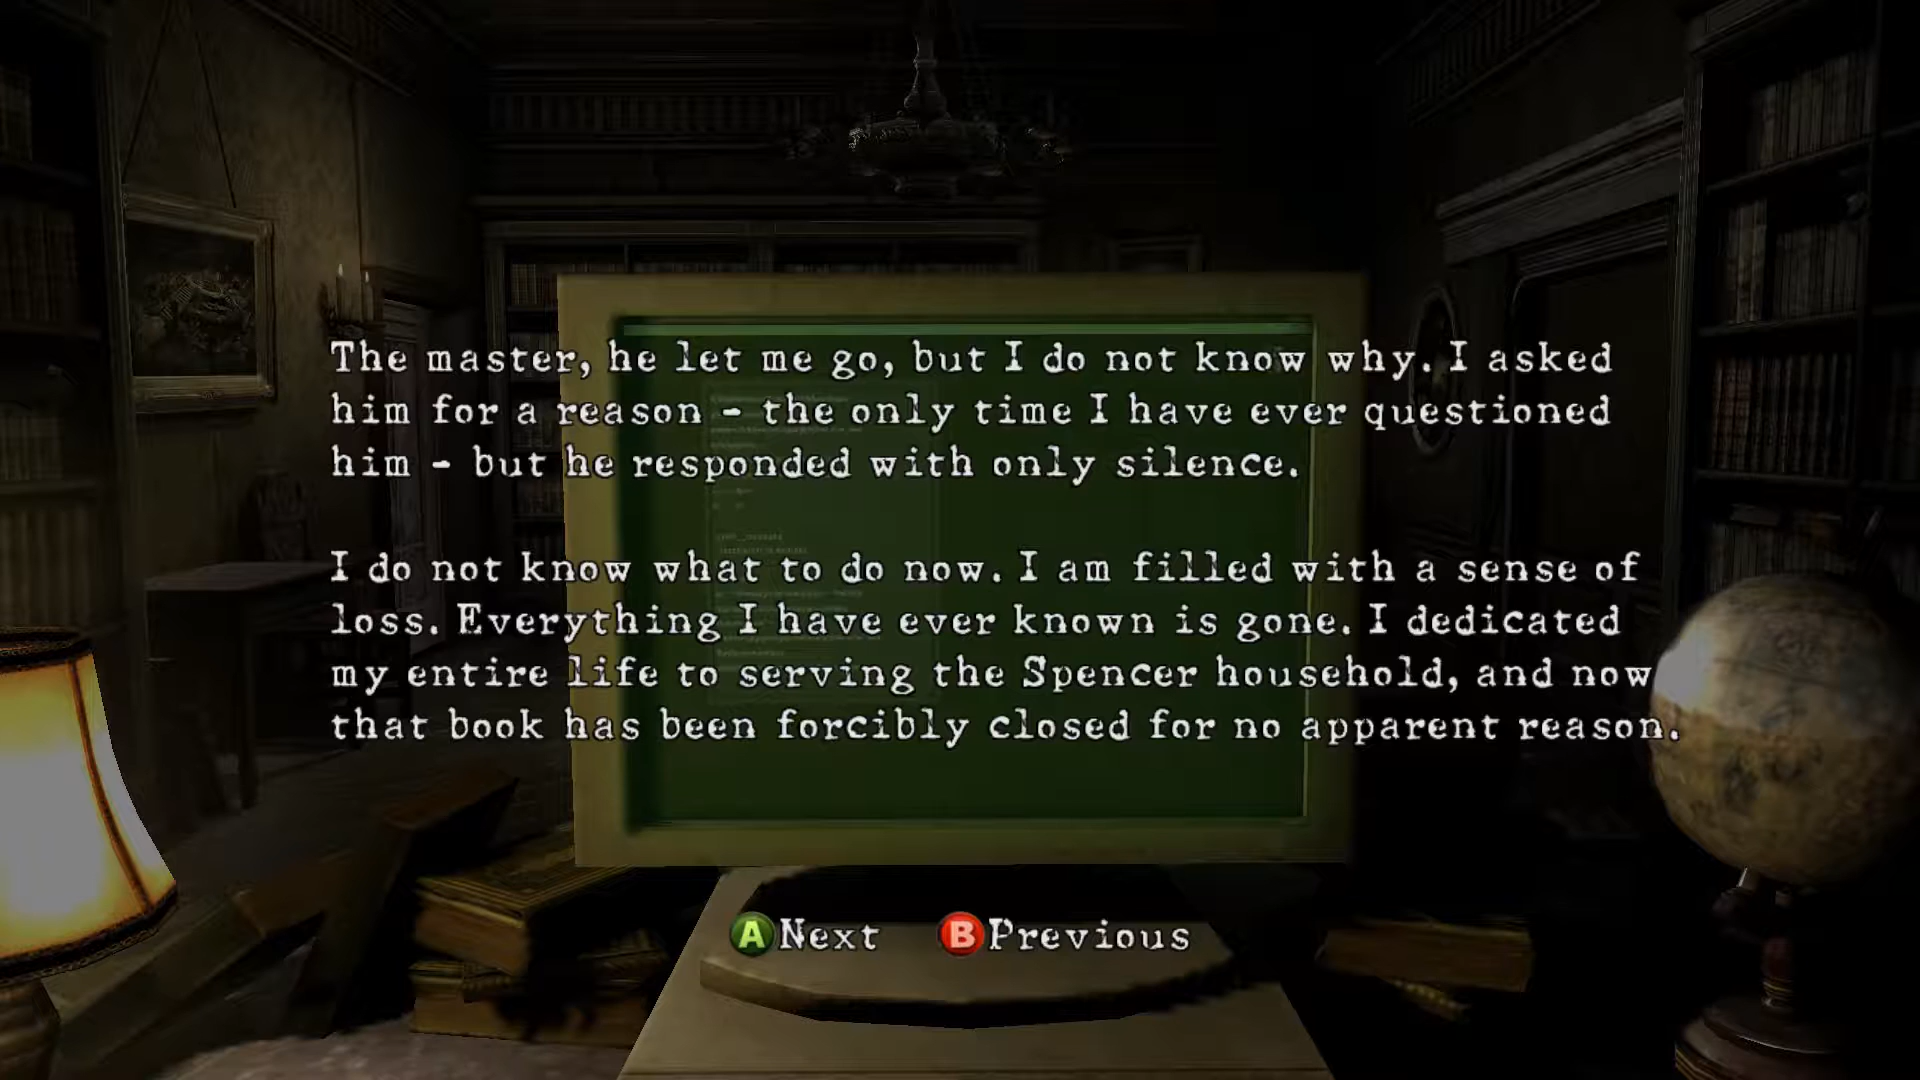 The master, he let me go, but I do not know why. I asked
him for a reason - the only time I have ever questioned
him - but he responded with only silence.
I do not know what to do now. I am filled with a sense of
loss. Everything I have ever known is gone. I dedicated
my entire life to serving the Spencer household, and now
that book has been forcibly closed for no apparent reason.
A Next B Previous